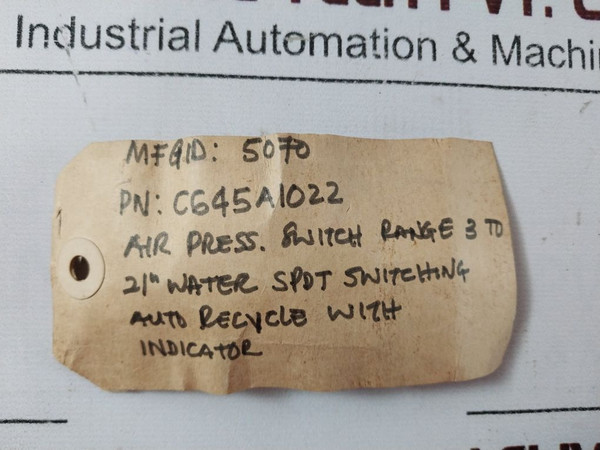 PVT.
Industrial Automation & Machi
MFGID: 5070
PN: C645A1022
AIR PRESS. SWITCH RANGE 3 TO
21" WATER SPDT SWITCHING
AUTO RECYCLE WITH
INDICATOR